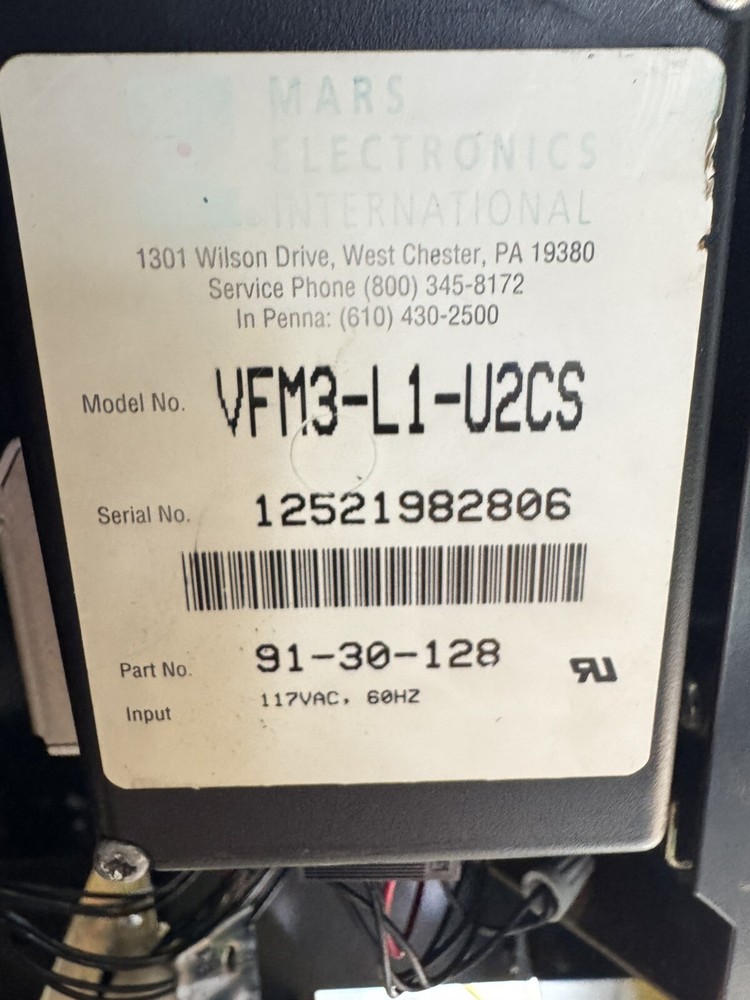 MARS
ELECTRONICS
INTERNATIONAL
1301 Wilson Drive, West Chester, PA 19380
Service Phone (800) 345-8172
In Penna: (610) 430-2500
Model No. VFM3-L1-U2CS
Serial No. 12521982806
Part No. 91-30-128
Input 117VAC, 60HZ